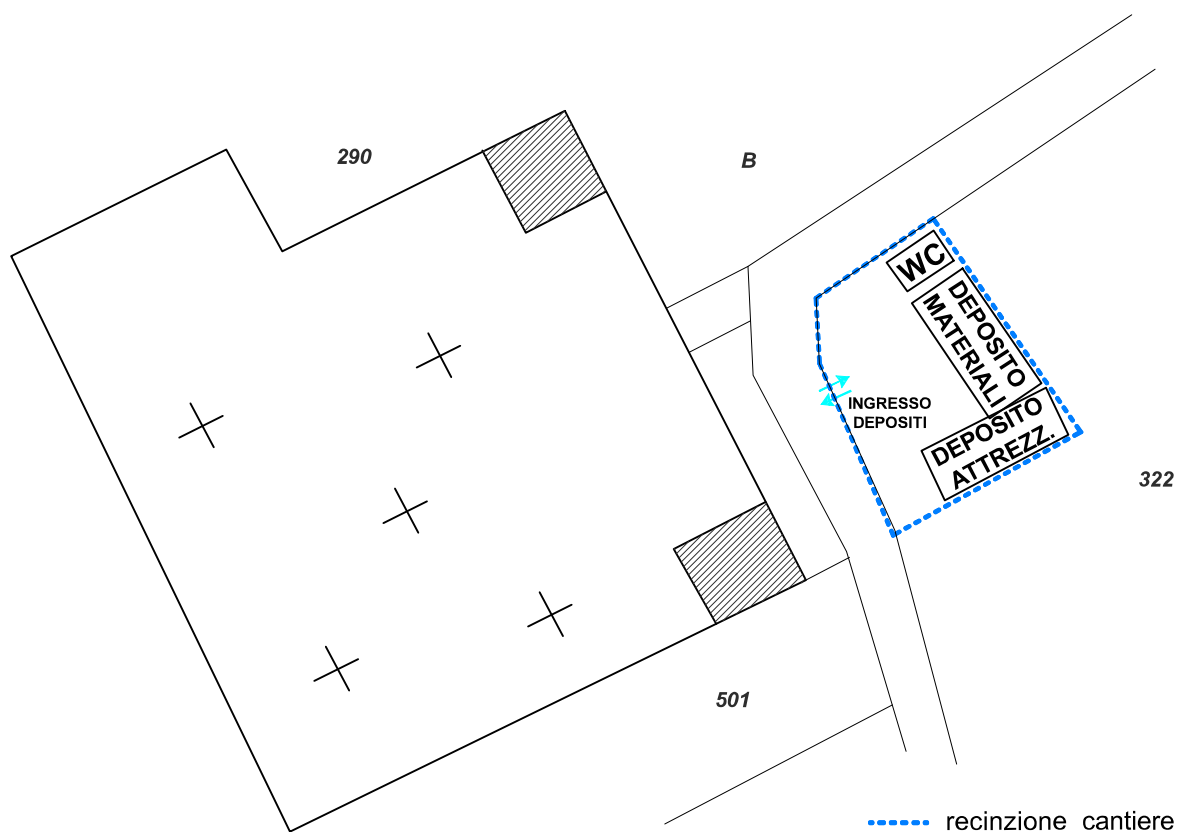 290
B
WC
DEPOSITO
MATERIALI
INGRESSO
DEPOSITI
DEPOSITO
ATTREZZ.
322
501
recinzione cantiere